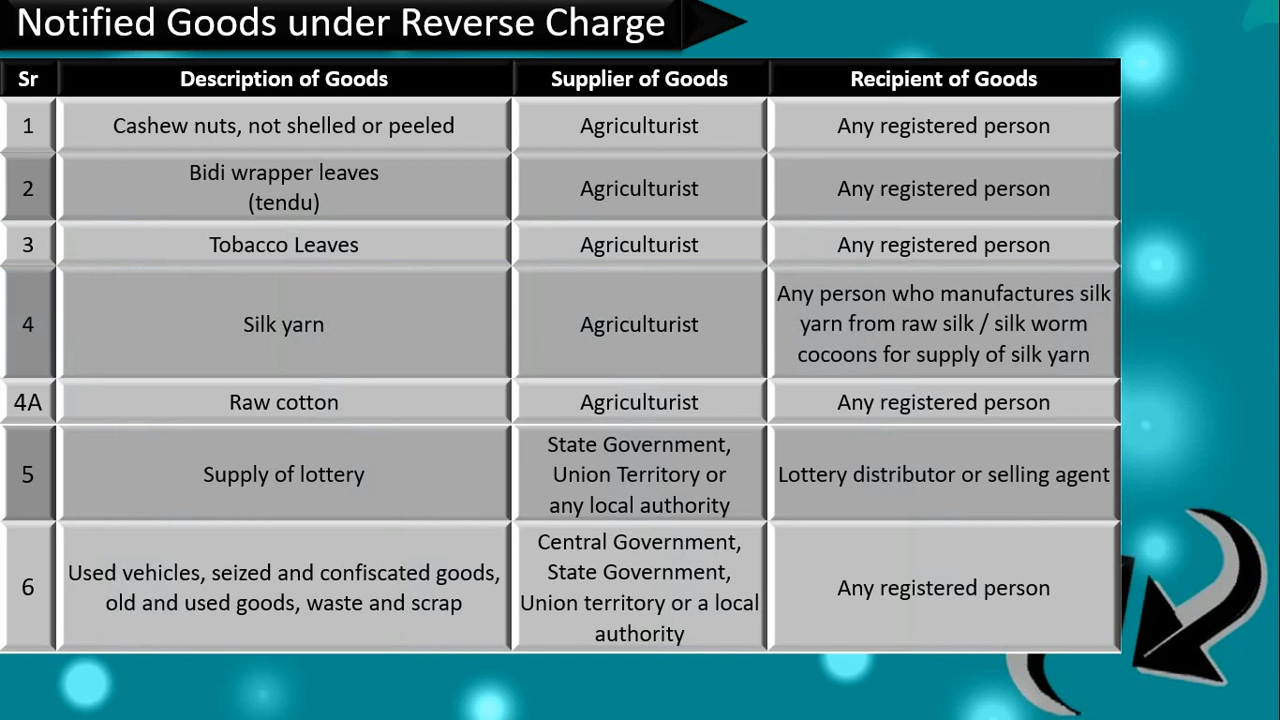 Notified Goods under Reverse Charge
Sr
Description of Goods
Supplier of Goods
Recipient of Goods
1
Cashew nuts, not shelled or peeled
Agriculturist
Any registered person
2
Bidi wrapper leaves
(tendu)
Agriculturist
Any registered person
3
Tobacco Leaves
Agriculturist
Any registered person
4
Silk yarn
Agriculturist
Any person who manufactures silk
yarn from raw silk / silk worm
cocoons for supply of silk yarn
4A
Raw cotton
Agriculturist
Any registered person
5
Supply of lottery
State Government,
Union Territory or
any local authority
Lottery distributor or selling agent
6
Used vehicles, seized and confiscated goods,
old and used goods, waste and scrap
Central Government,
State Government,
Union territory or a local
authority
Any registered person